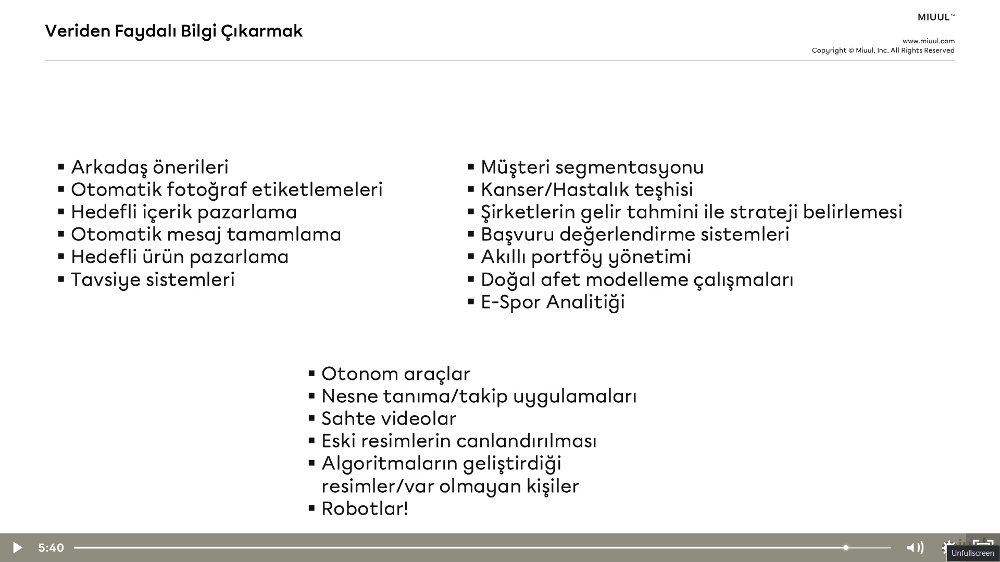 Veriden Faydalı Bilgi Çıkarmak
MIUUL™
www.miuul.com
Copyright © Miuul, Inc. All Rights Reserved
▪ Arkadaş önerileri
▪ Otomatik fotoğraf etiketlemeleri
▪ Hedefli içerik pazarlama
▪ Otomatik mesaj tamamlama
▪ Hedefli ürün pazarlama
▪ Tavsiye sistemleri
▪ Müşteri segmentasyonu
▪ Kanser/Hastalık teşhisi
▪ Şirketlerin gelir tahmini ile strateji belirlemesi
▪ Başvuru değerlendirme sistemleri
▪ Akıllı portföy yönetimi
▪ Doğal afet modelleme çalışmaları
▪ E-Spor Analitiği
▪ Otonom araçlar
▪ Nesne tanıma/takip uygulamaları
▪ Sahte videolar
▪ Eski resimlerin canlandırılması
▪ Algoritmaların geliştirdiği
resimler/var olmayan kişiler
▪ Robotlar!
5:40
Unfullscreen